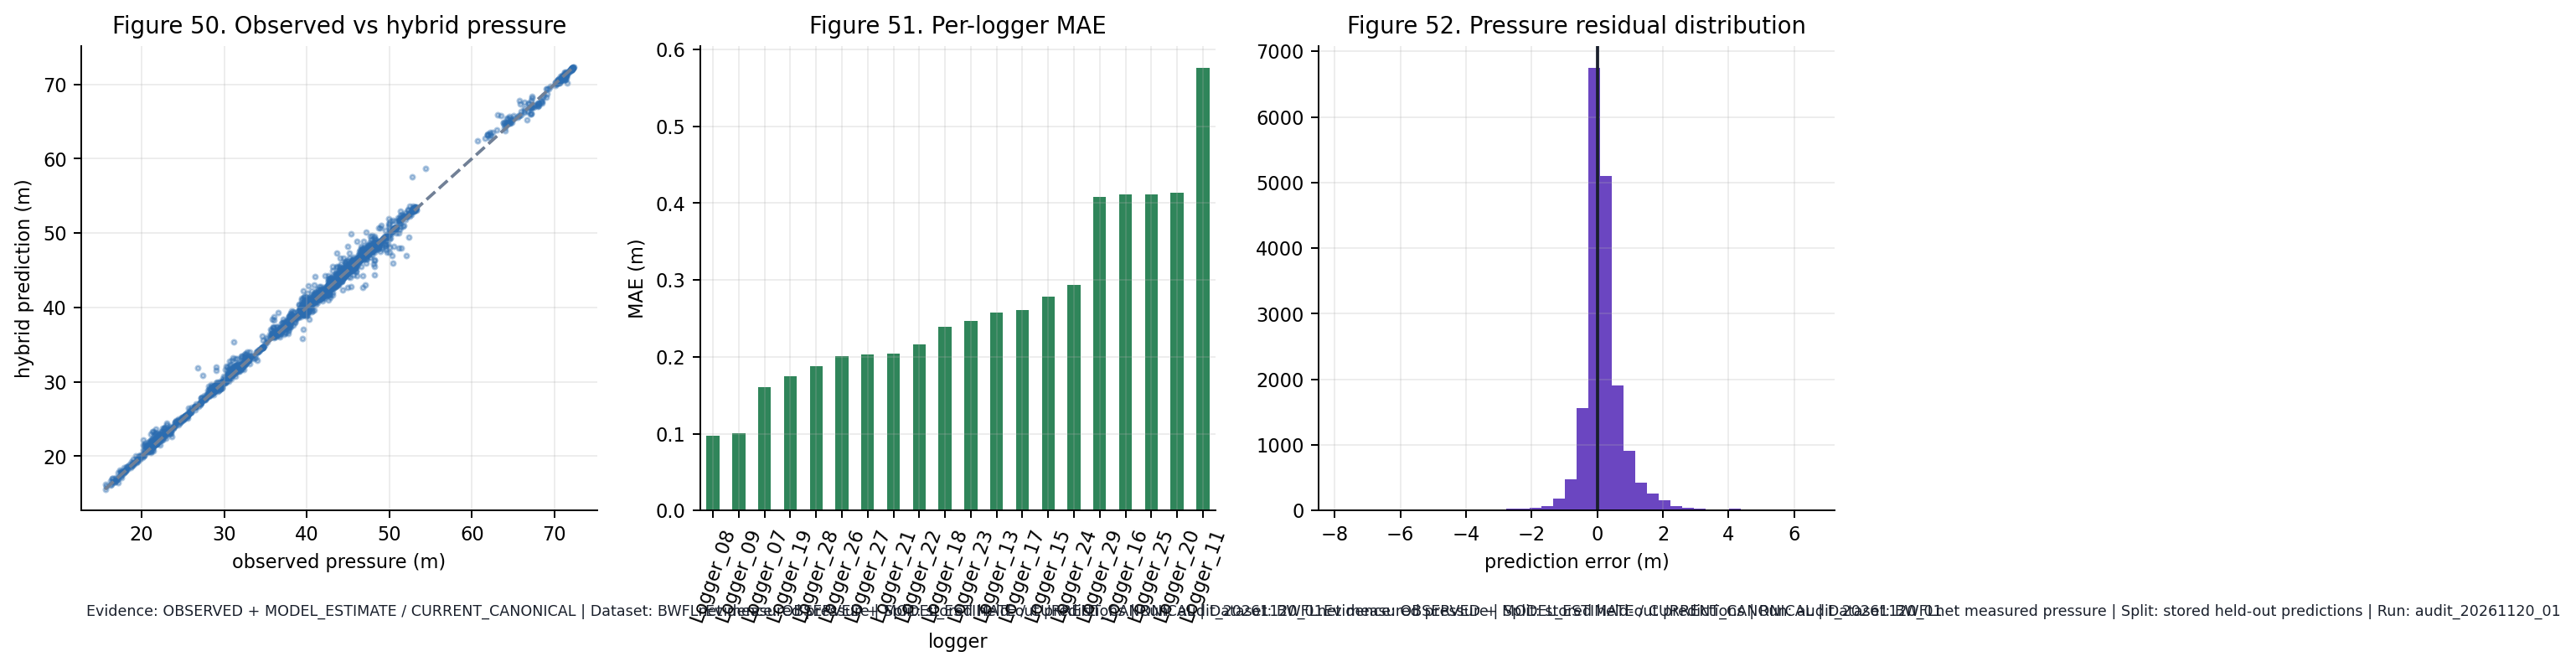 Figure 50. Observed vs hybrid pressure
hybrid prediction (m)
70
60
50
40
30
20
20
30
40
50
60
70
observed pressure (m)
Figure 51. Per-logger MAE
MAE (m)
0.6
0.5
0.4
0.3
0.2
0.1
0.0
Logger_08
Logger_09
Logger_07
Logger_19
Logger_28
Logger_26
Logger_27
Logger_21
Logger_22
Logger_18
Logger_23
Logger_13
Logger_17
Logger_15
Logger_24
Logger_29
Logger_16
Logger_25
Logger_20
Logger_11
logger
Figure 52. Pressure residual distribution
7000
6000
5000
4000
3000
2000
1000
0
−8
−6
−4
−2
0
2
4
6
prediction error (m)
Evidence: OBSERVED + MODEL_ESTIMATE / CURRENT_CANONICAL | Dataset: BWFL
net measured pressure | Split: stored held-out predictions | Run: audit_20261120_01